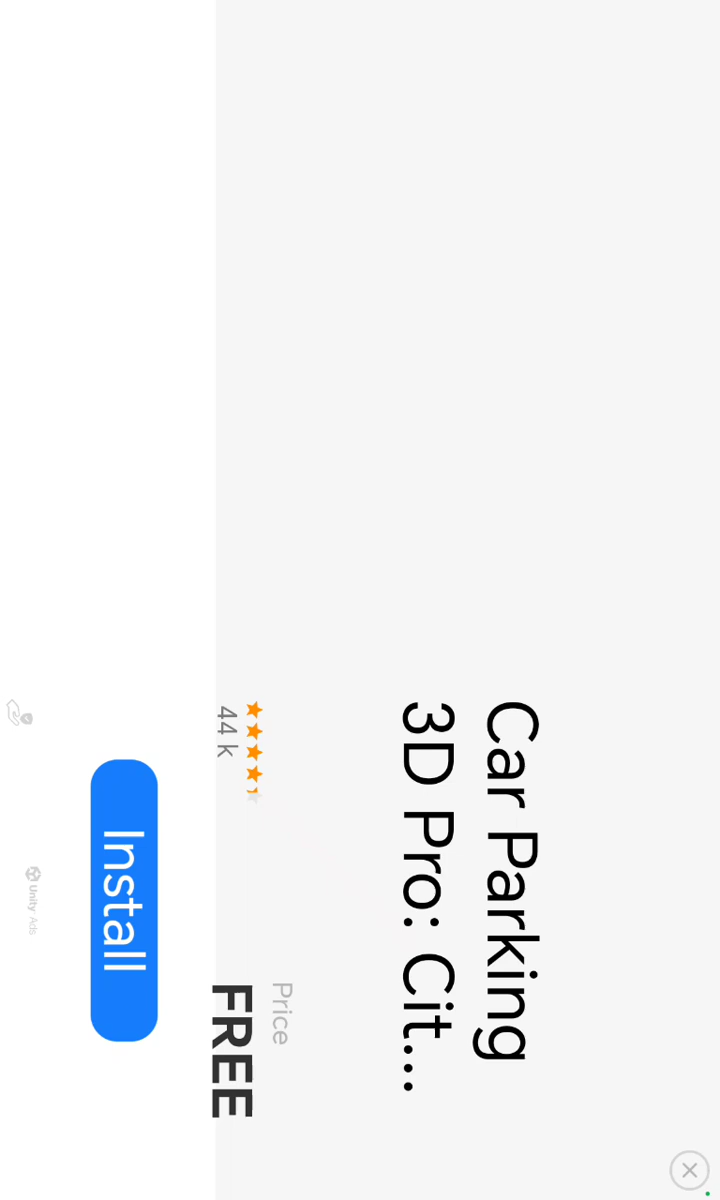 Car Parking
3D Pro: Cit...
44 k
Price
FREE
Install
Unity Ads